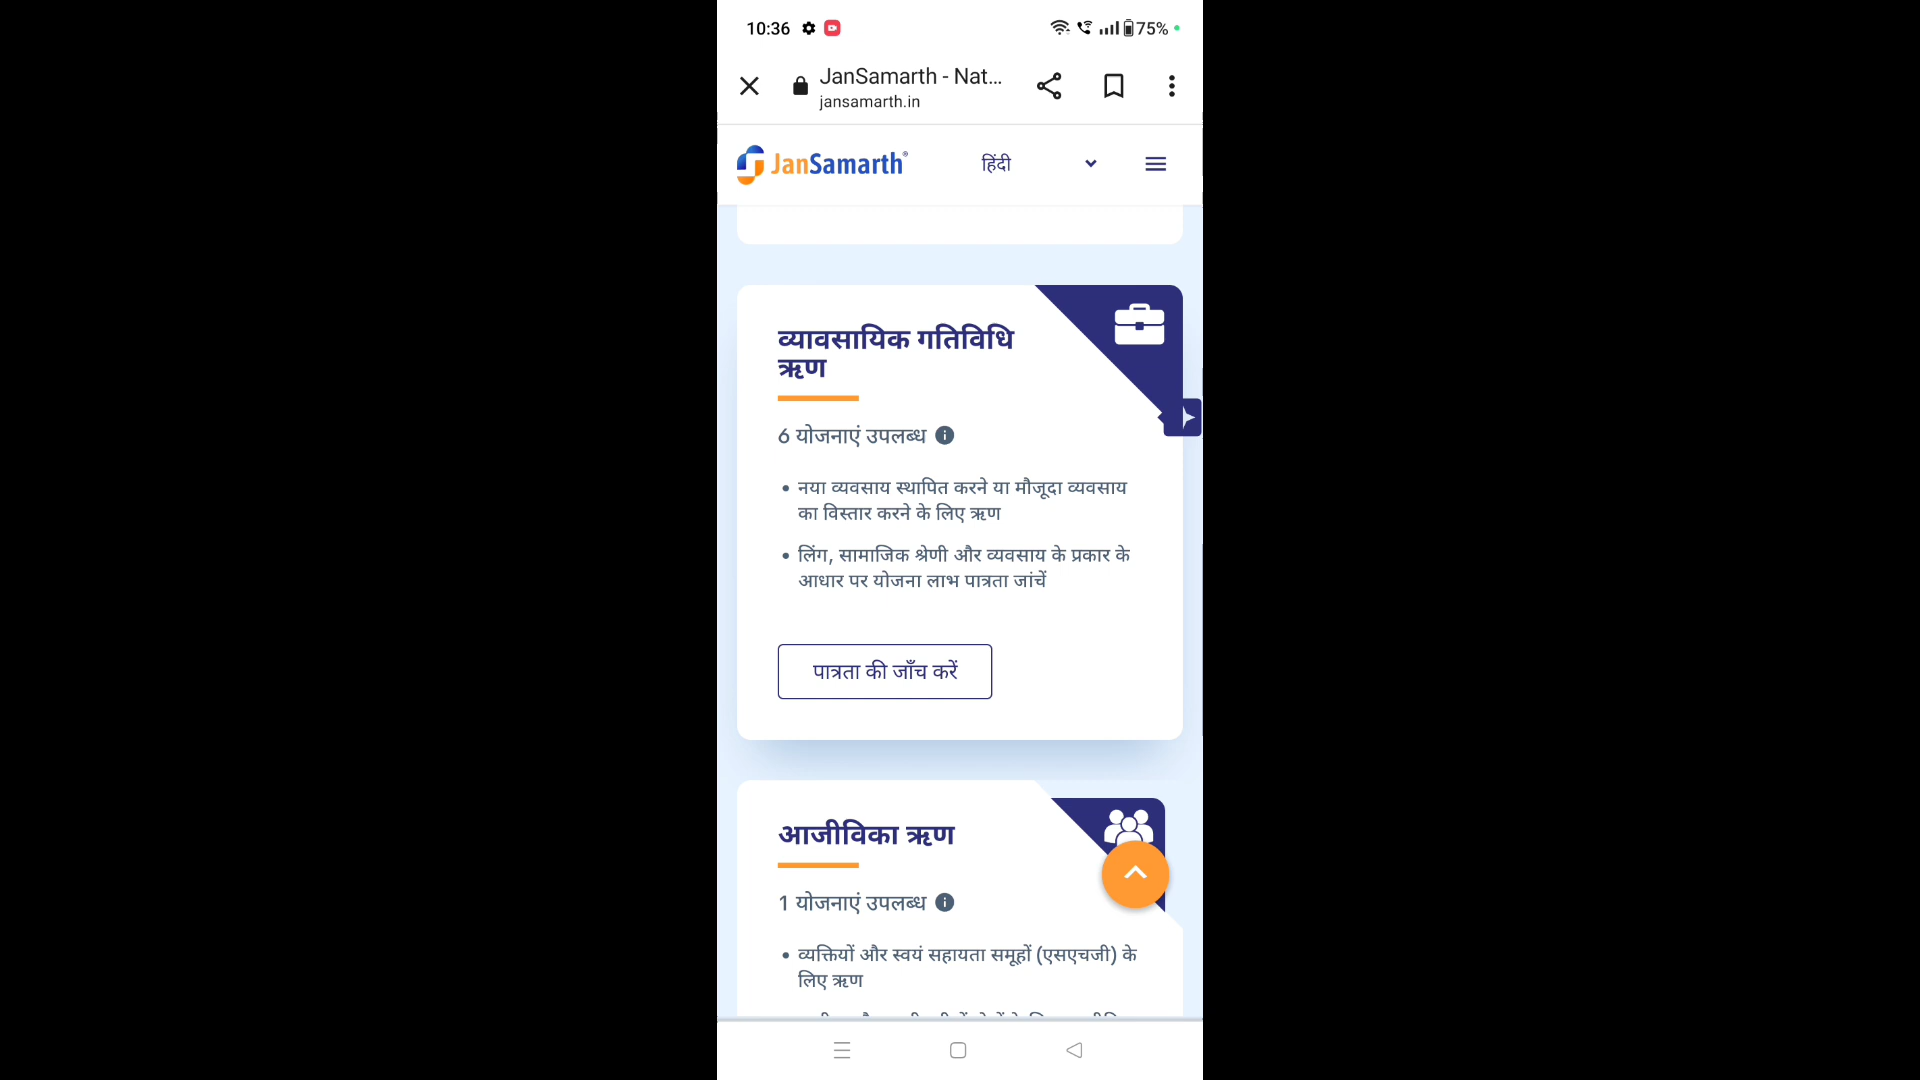 10:36
75%
JanSamarth - Nat...
jansamarth.in
JanSamarth®
हिंदी
व्यावसायिक गतिविधि
ऋण
6 योजनाएं उपलब्ध
• नया व्यवसाय स्थापित करने या मौजूदा व्यवसाय
का विस्तार करने के लिए ऋण
• लिंग, सामाजिक श्रेणी और व्यवसाय के प्रकार के
आधार पर योजना लाभ पात्रता जांचें
पात्रता की जाँच करें
आजीविका ऋण
1 योजनाएं उपलब्ध
• व्यक्तियों और स्वयं सहायता समूहों (एसएचजी) के
लिए ऋण